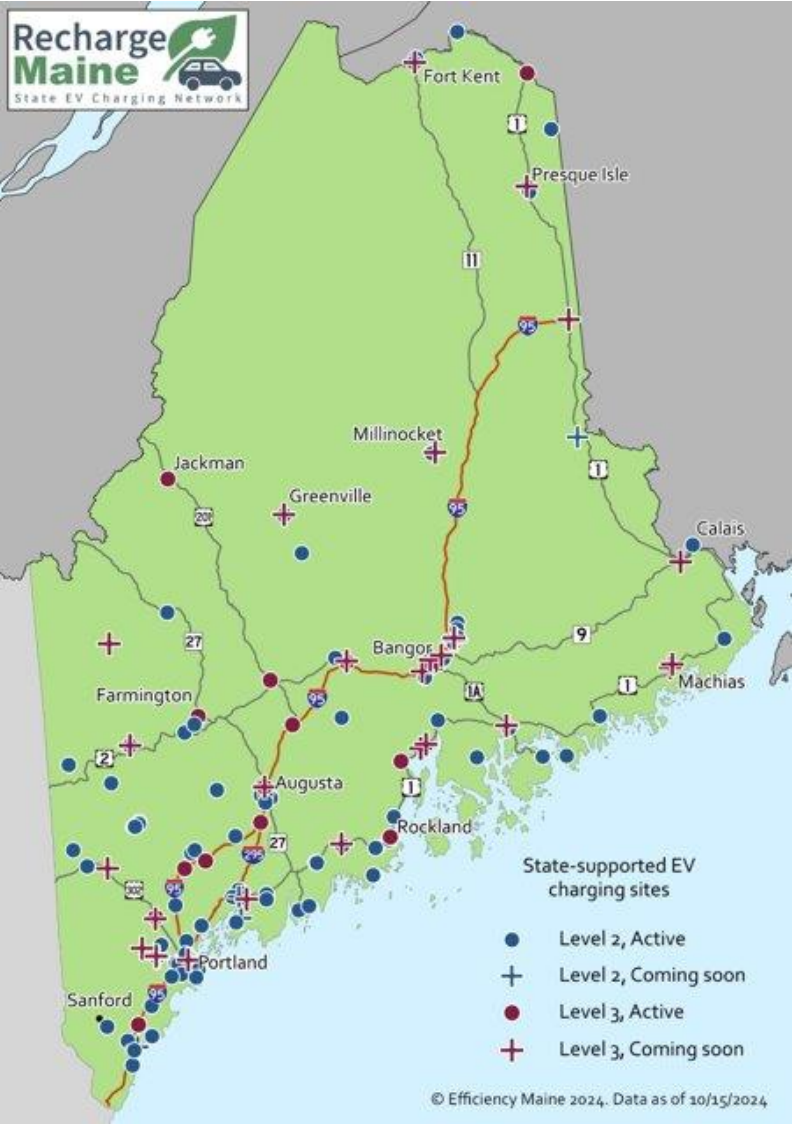 Recharge
Maine
State EV Charging Network
Fort Kent
1
Presque Isle
11
95
Millinocket
Jackman
1
Greenville
201
95
Calais
27
9
Bangor
Machias
Farmington
95
1A
1
2
Augusta
1
Rockland
27
295
302
95
Portland
95
Sanford
State-supported EV
charging sites
Level 2, Active
Level 2, Coming soon
Level 3, Active
Level 3, Coming soon
© Efficiency Maine 2024. Data as of 10/15/2024